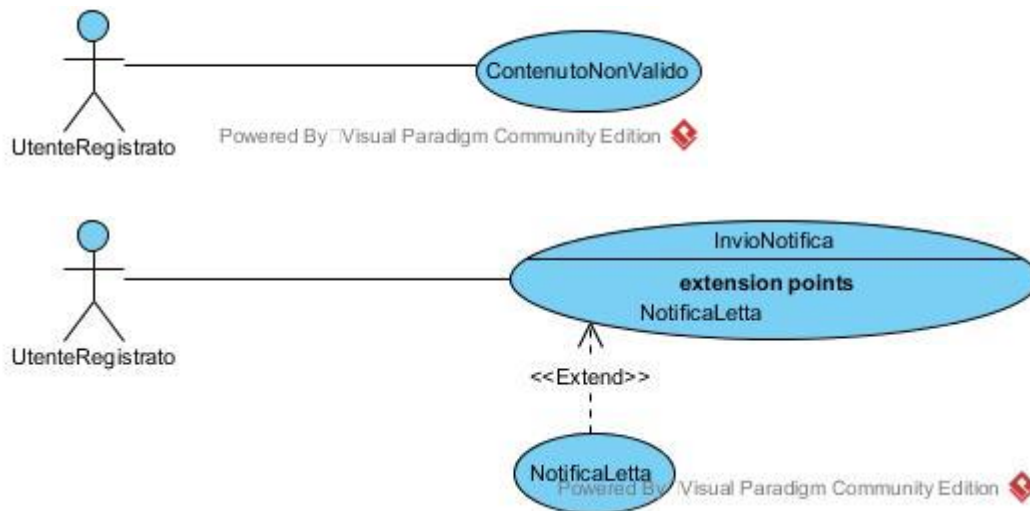 ContenutoNonValido
Powered By Visual Paradigm Community Edition
UtenteRegistrato
InvioNotifica
extension points
NotificaLetta
UtenteRegistrato
<<Extend>>
NotificaLetta
Powered By Visual Paradigm Community Edition